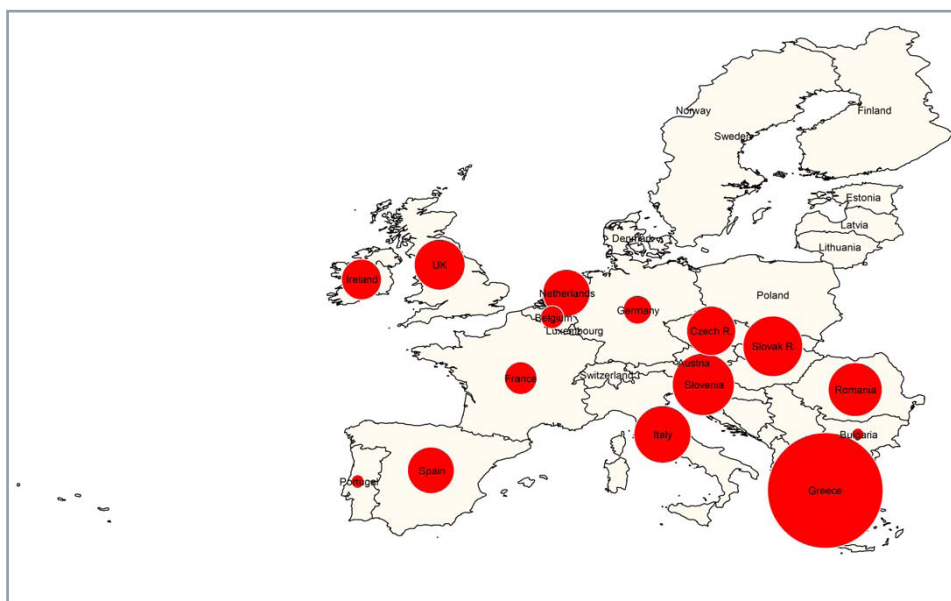 Norway
Finland
Sweden
Estonia
Latvia
Denmark
Lithuania
UK
Ireland
Netherlands
Poland
Germany
Belgium
Luxembourg
Czech R.
Slovak R.
Austria
Switzerland
France
Slovenia
Romania
Italy
Bulgaria
Spain
Portugal
Greece